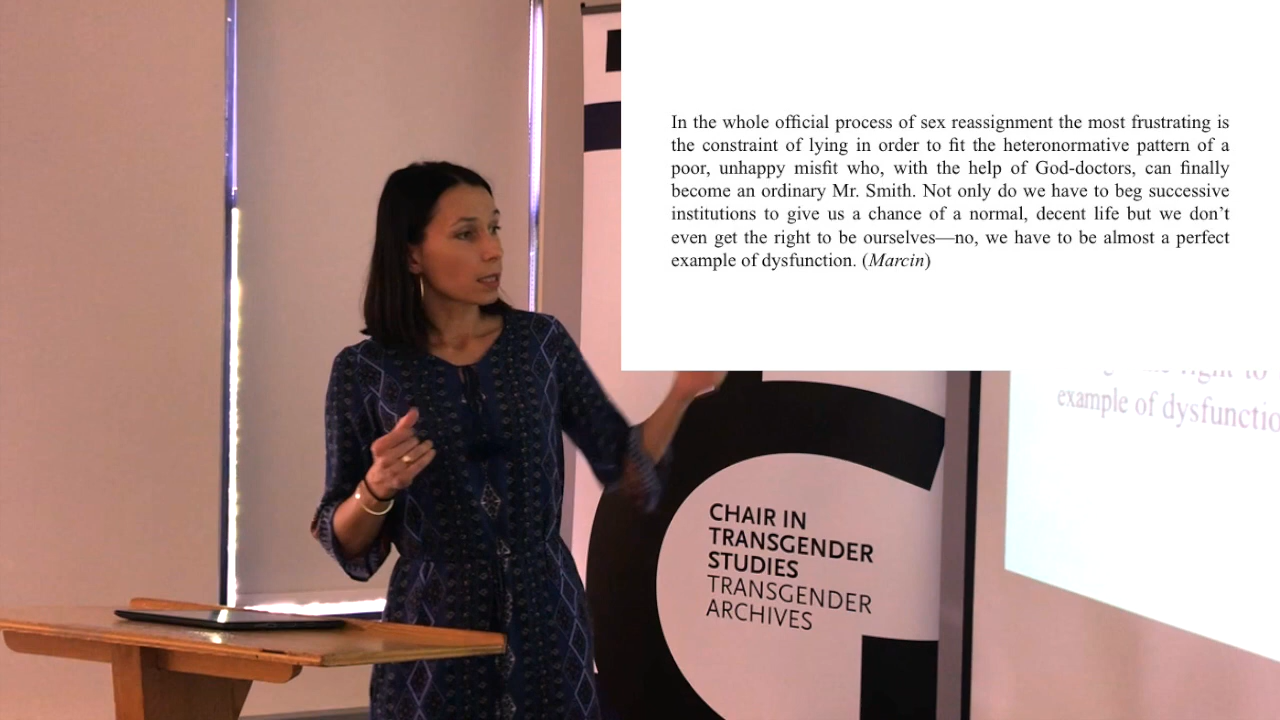 In the whole official process of sex reassignment the most frustrating is
the constraint of lying in order to fit the heteronormative pattern of a
poor, unhappy misfit who, with the help of God-doctors, can finally
become an ordinary Mr. Smith. Not only do we have to beg successive
institutions to give us a chance of a normal, decent life but we don't
even get the right to be ourselves—no, we have to be almost a perfect
example of dysfunction. (Marcin)
right to
example of dysfunctio
CHAIR IN
TRANSGENDER
STUDIES
TRANSGENDER
ARCHIVES